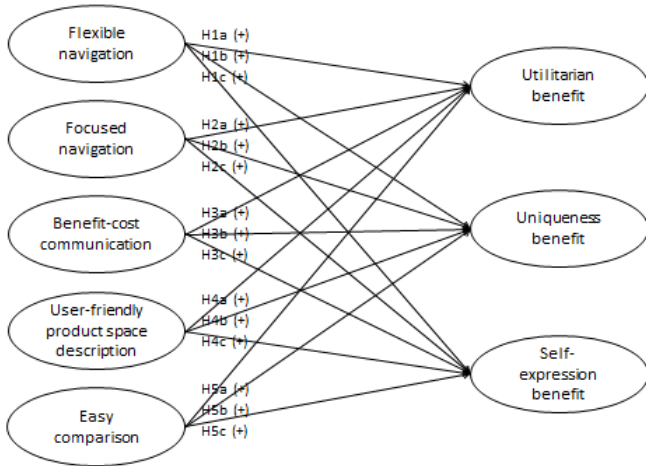 Flexible
navigation
H1a (+)
H1b (+)
H1c (+)
Utilitarian
benefit
Focused
navigation
H2a (+)
H2b (+)
H2c (+)
Benefit-cost
communication
H3a (+)
H3b (+)
H3c (+)
Uniqueness
benefit
User-friendly
product space
description
H4a (+)
H4b (+)
H4c (+)
Self-
expression
benefit
Easy
comparison
H5a (+)
H5b (+)
H5c (+)